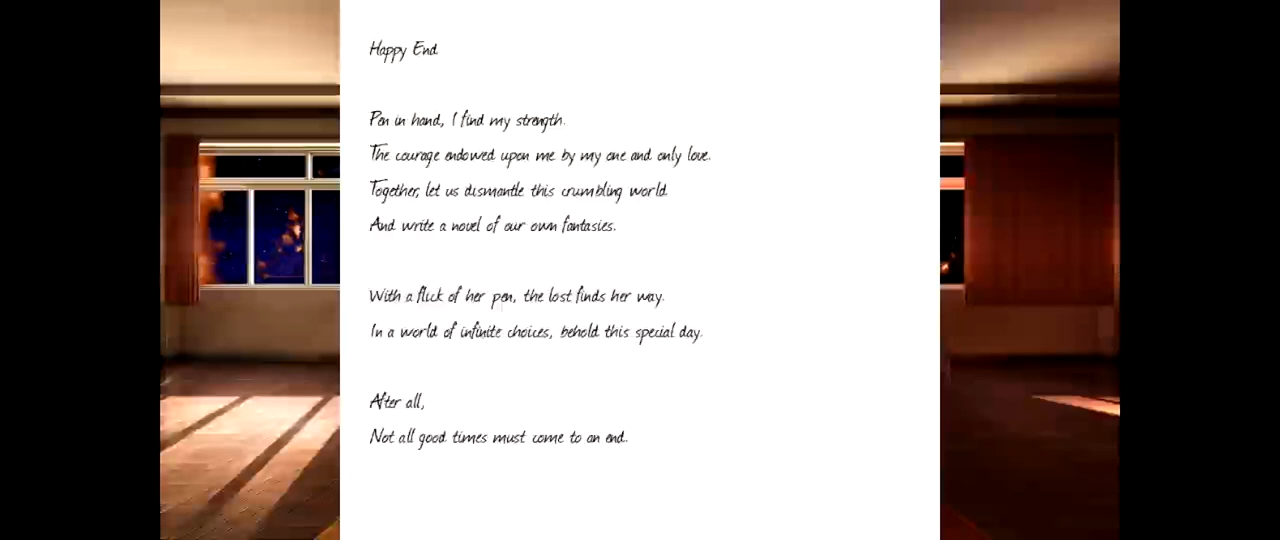 Happy End
Pen in hand, I find my strength.
The courage endowed upon me by my one and only love.
Together, let us dismantle this crumbling world.
And write a novel of our own fantasies.
With a flick of her pen, the lost finds her way.
In a world of infinite choices, behold this special day.
After all,
Not all good times must come to an end.